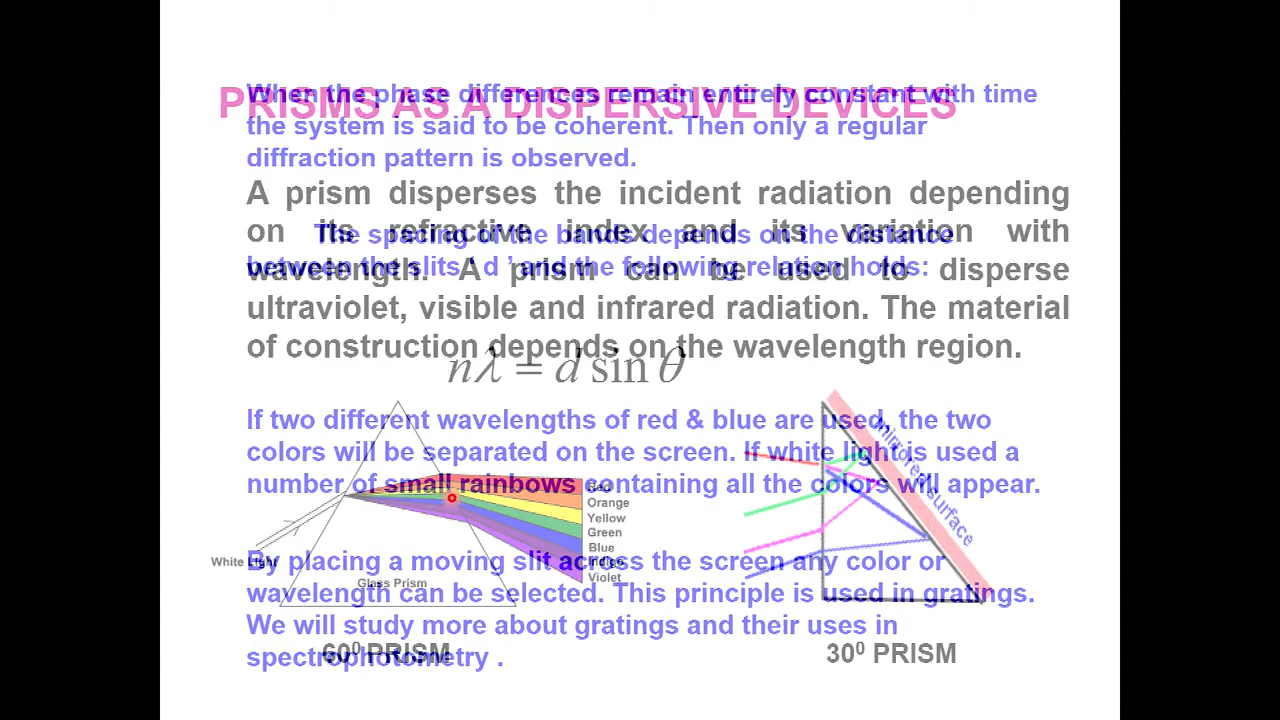 PRISMS AS A DISPERSIVE DEVICES
When the phase differences remain entirely constant with time
the system is said to be coherent. Then only a regular
diffraction pattern is observed.
A prism disperses the incident radiation depending
on its refractive index and its variation with
wavelength. A prism can be used to disperse
ultraviolet, visible and infrared radiation. The material
of construction depends on the wavelength region.
The spacing of the bands depends on the distance
between the slits ‘ d ’ and the following relation holds:
nλ = d sin θ
If two different wavelengths of red & blue are used, the two
colors will be separated on the screen. If white light is used a
number of small rainbows containing all the colors will appear.
By placing a moving slit across the screen any color or
wavelength can be selected. This principle is used in gratings.
We will study more about gratings and their uses in
spectrophotometry .
White Light
Glass Prism
Red
Orange
Yellow
Green
Blue
Indigo
Violet
mirrored surface
60⁰ PRISM
30⁰ PRISM